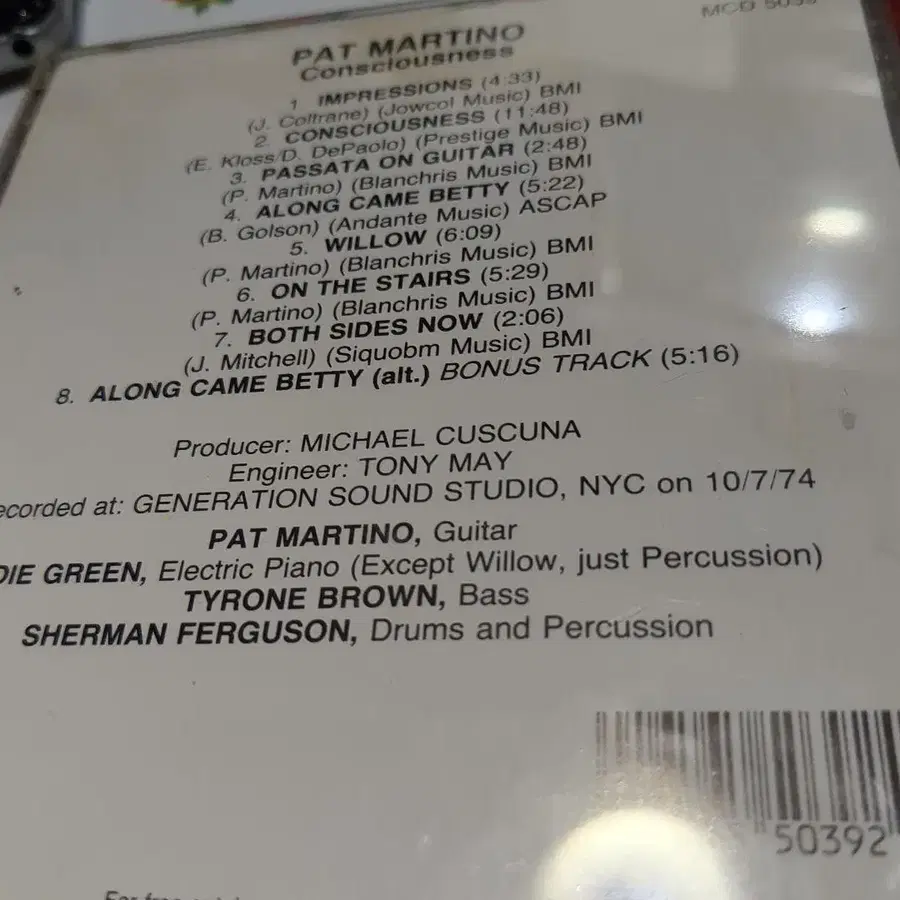 MCD 5039
PAT MARTINO
Consciousness
1. IMPRESSIONS (4:33)
(J. Coltrane) (Jowcol Music) BMI
2. CONSCIOUSNESS (11:48)
(E. Kloss/D. DePaolo) (Prestige Music) BMI
3. PASSATA ON GUITAR (2:48)
(P. Martino) (Blanchris Music) BMI
4. ALONG CAME BETTY (5:22)
(B. Golson) (Andante Music) ASCAP
5. WILLOW (6:09)
(P. Martino) (Blanchris Music) BMI
6. ON THE STAIRS (5:29)
(P. Martino) (Blanchris Music) BMI
7. BOTH SIDES NOW (2:06)
(J. Mitchell) (Siquobm Music) BMI
8. ALONG CAME BETTY (alt.) BONUS TRACK (5:16)
Producer: MICHAEL CUSCUNA
Engineer: TONY MAY
ecorded at: GENERATION SOUND STUDIO, NYC on 10/7/74
PAT MARTINO, Guitar
DIE GREEN, Electric Piano (Except Willow, just Percussion)
TYRONE BROWN, Bass
SHERMAN FERGUSON, Drums and Percussion
50392